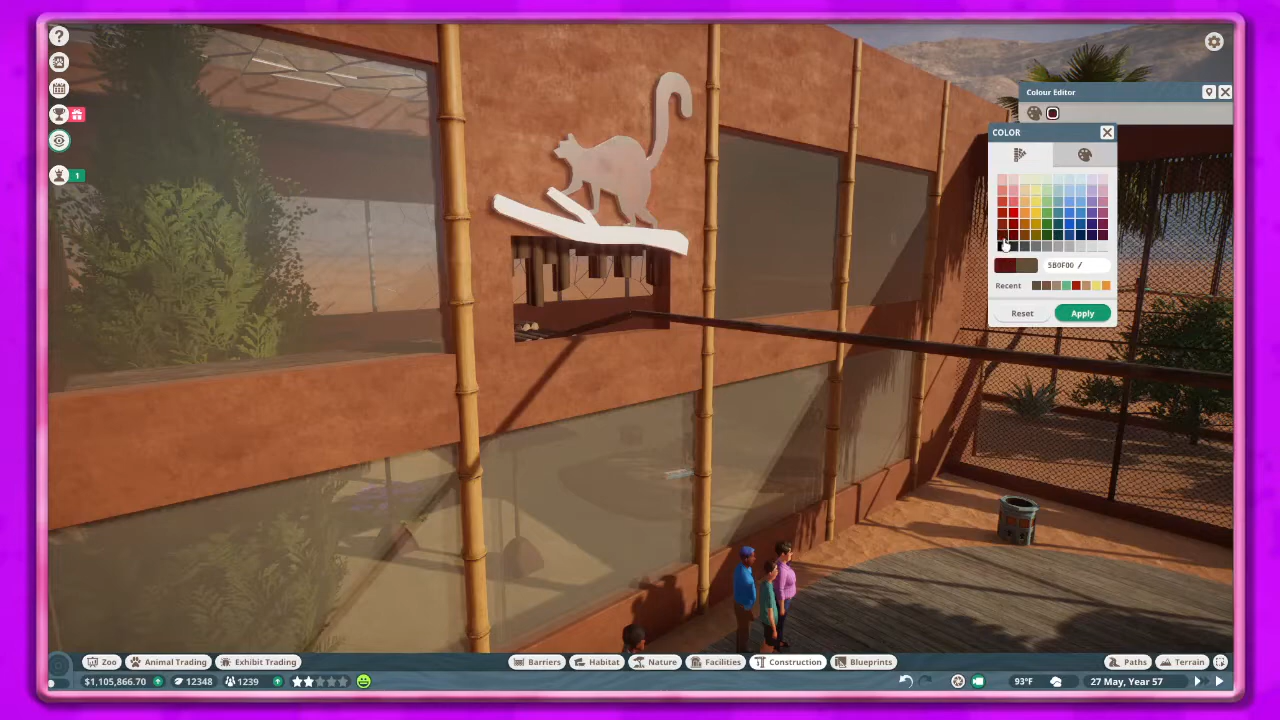 ?
1
Colour Editor
COLOR
5B0F00
Recent
Reset
Apply
Zoo
Animal Trading
Exhibit Trading
Barriers
Habitat
Nature
Facilities
Construction
Blueprints
Paths
Terrain
$1,105,866.70
12348
1239
93°F
27 May, Year 57